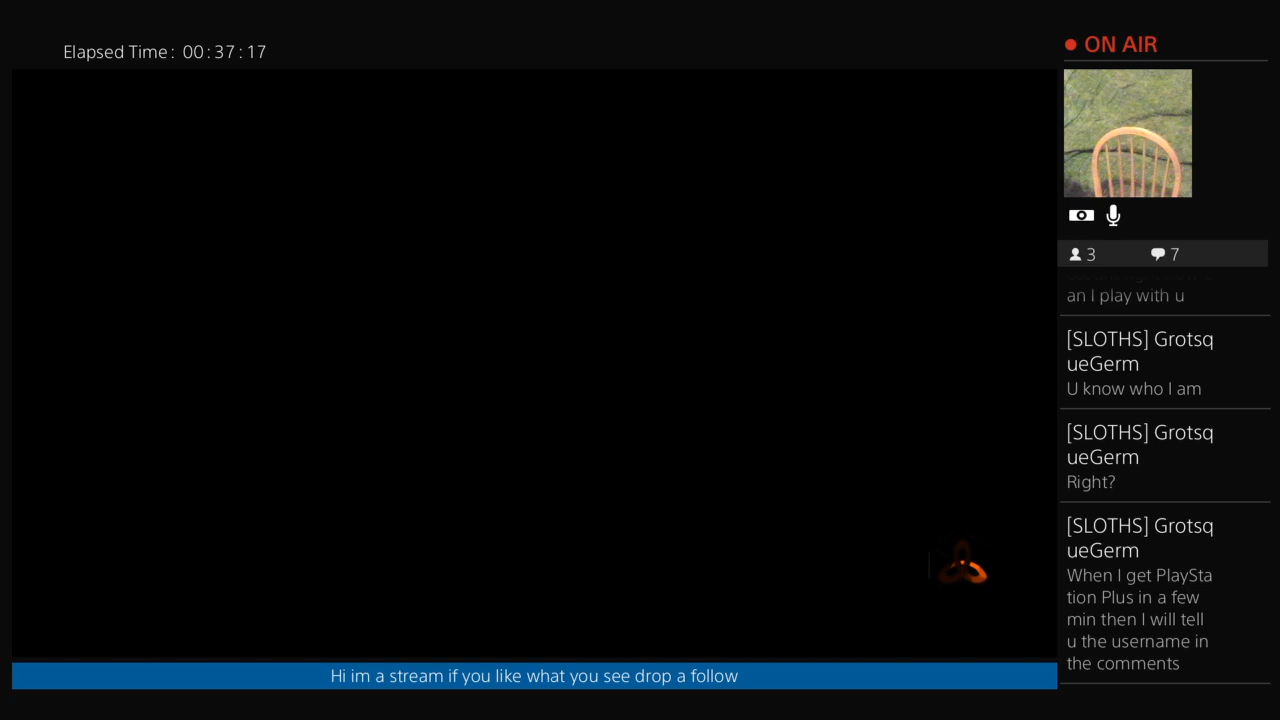 Elapsed Time: 00:37:17
ON AIR
3
7
an I play with u
[SLOTHS] Grotsq
ueGerm
U know who I am
[SLOTHS] Grotsq
ueGerm
Right?
[SLOTHS] Grotsq
ueGerm
When I get PlaySta
tion Plus in a few
min then I will tell
u the username in
the comments
Hi im a stream if you like what you see drop a follow